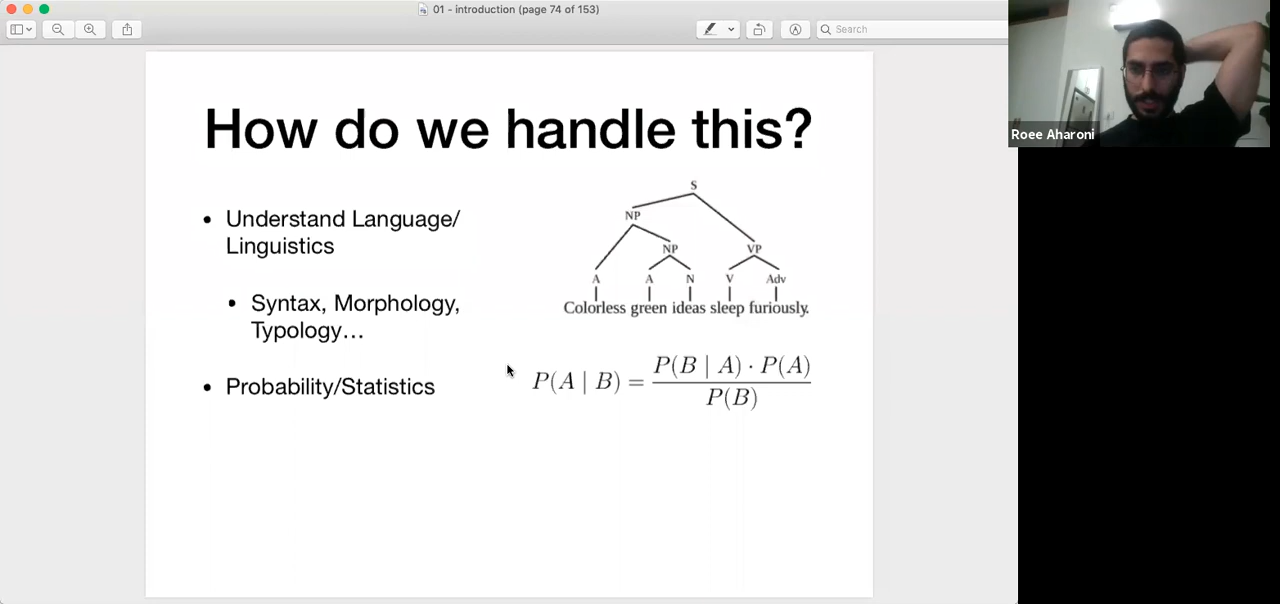 01 - introduction (page 74 of 153)
Search
Roee Aharoni
How do we handle this?
• Understand Language/
Linguistics
• Syntax, Morphology,
Typology…
• Probability/Statistics
S
NP
NP VP
A A N V Adv
Colorless green ideas sleep furiously.
P(A | B) = P(B | A) · P(A)
P(B)